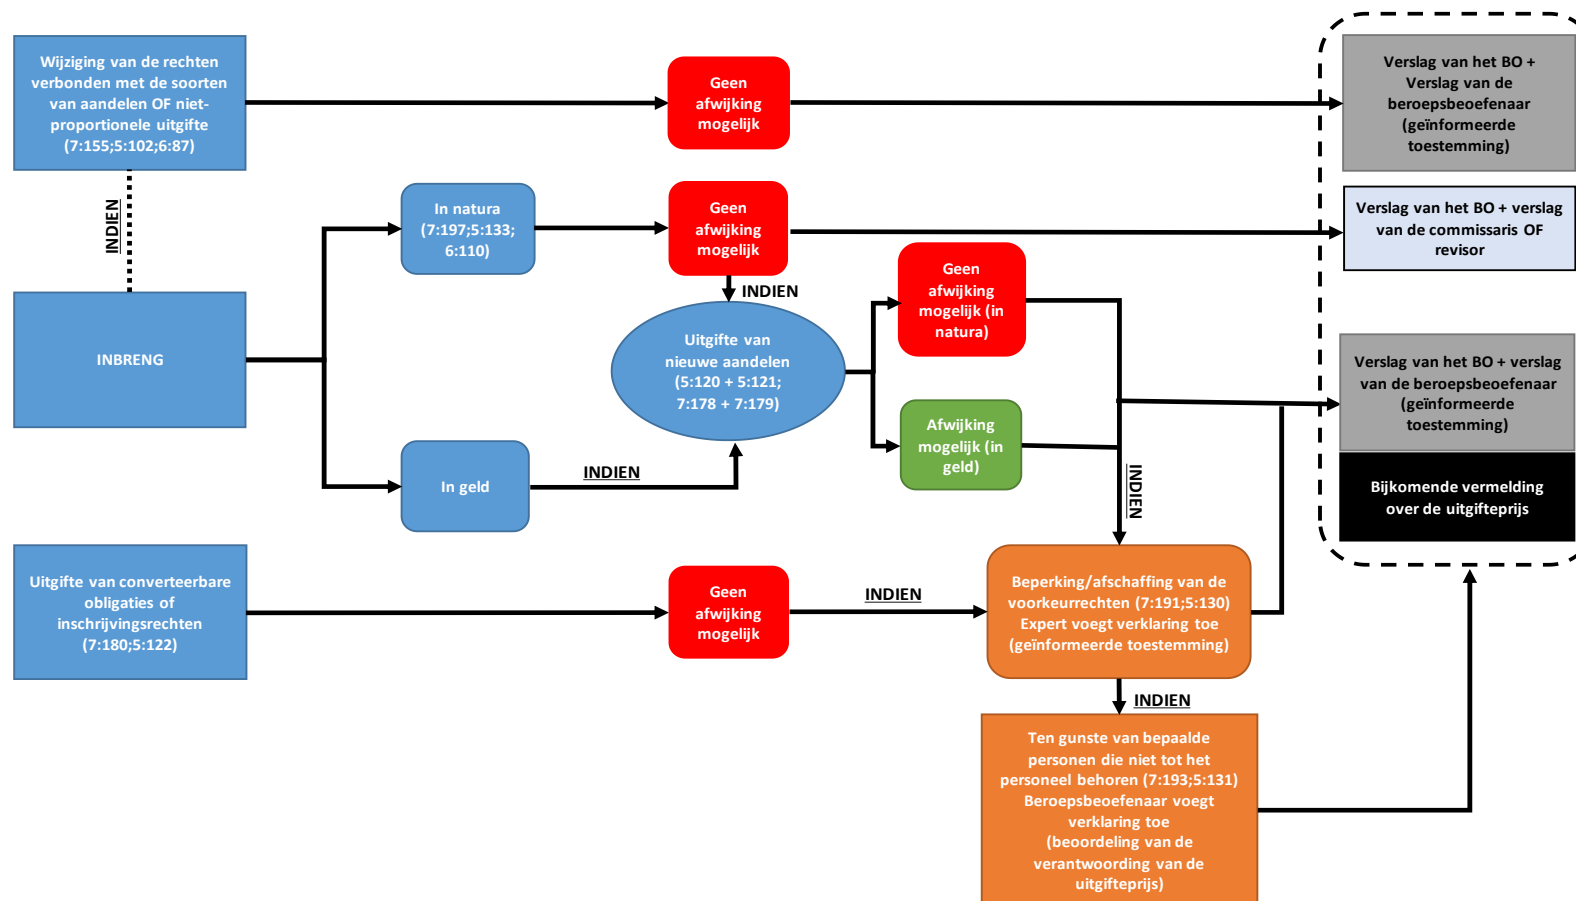 Wijziging van de rechten
verbonden met de soorten
van aandelen OF niet-
proportionele uitgifte
(7:155;5:102;6:87)
Geen
afwijking
mogelijk
Verslag van het BO +
Verslag van de
beroepsbeoefenaar
(geïnformeerde
toestemming)
INDIEN
In natura
(7:197;5:133;
6:110)
Geen
afwijking
mogelijk
Verslag van het BO + verslag
van de commissaris OF
revisor
INDIEN
INBRENG
Uitgifte van
nieuwe aandelen
(5:120 + 5:121;
7:178 + 7:179)
Geen
afwijking
mogelijk (in
natura)
Afwijking
mogelijk (in
geld)
Verslag van het BO + verslag
van de beroepsbeoefenaar
(geïnformeerde
toestemming)
Bijkomende vermelding
over de uitgifteprijs
In geld
INDIEN
INDIEN
Uitgifte van converteerbare
obligaties of
inschrijvingsrechten
(7:180;5:122)
Geen
afwijking
mogelijk
INDIEN
Beperking/afschaffing van de
voorkeurrechten (7:191;5:130)
Expert voegt verklaring toe
(geïnformeerde toestemming)
INDIEN
Ten gunste van bepaalde
personen die niet tot het
personeel behoren (7:193;5:131)
Beroepsbeoefenaar voegt
verklaring toe
(beoordeling van de
verantwoording van de
uitgifteprijs)